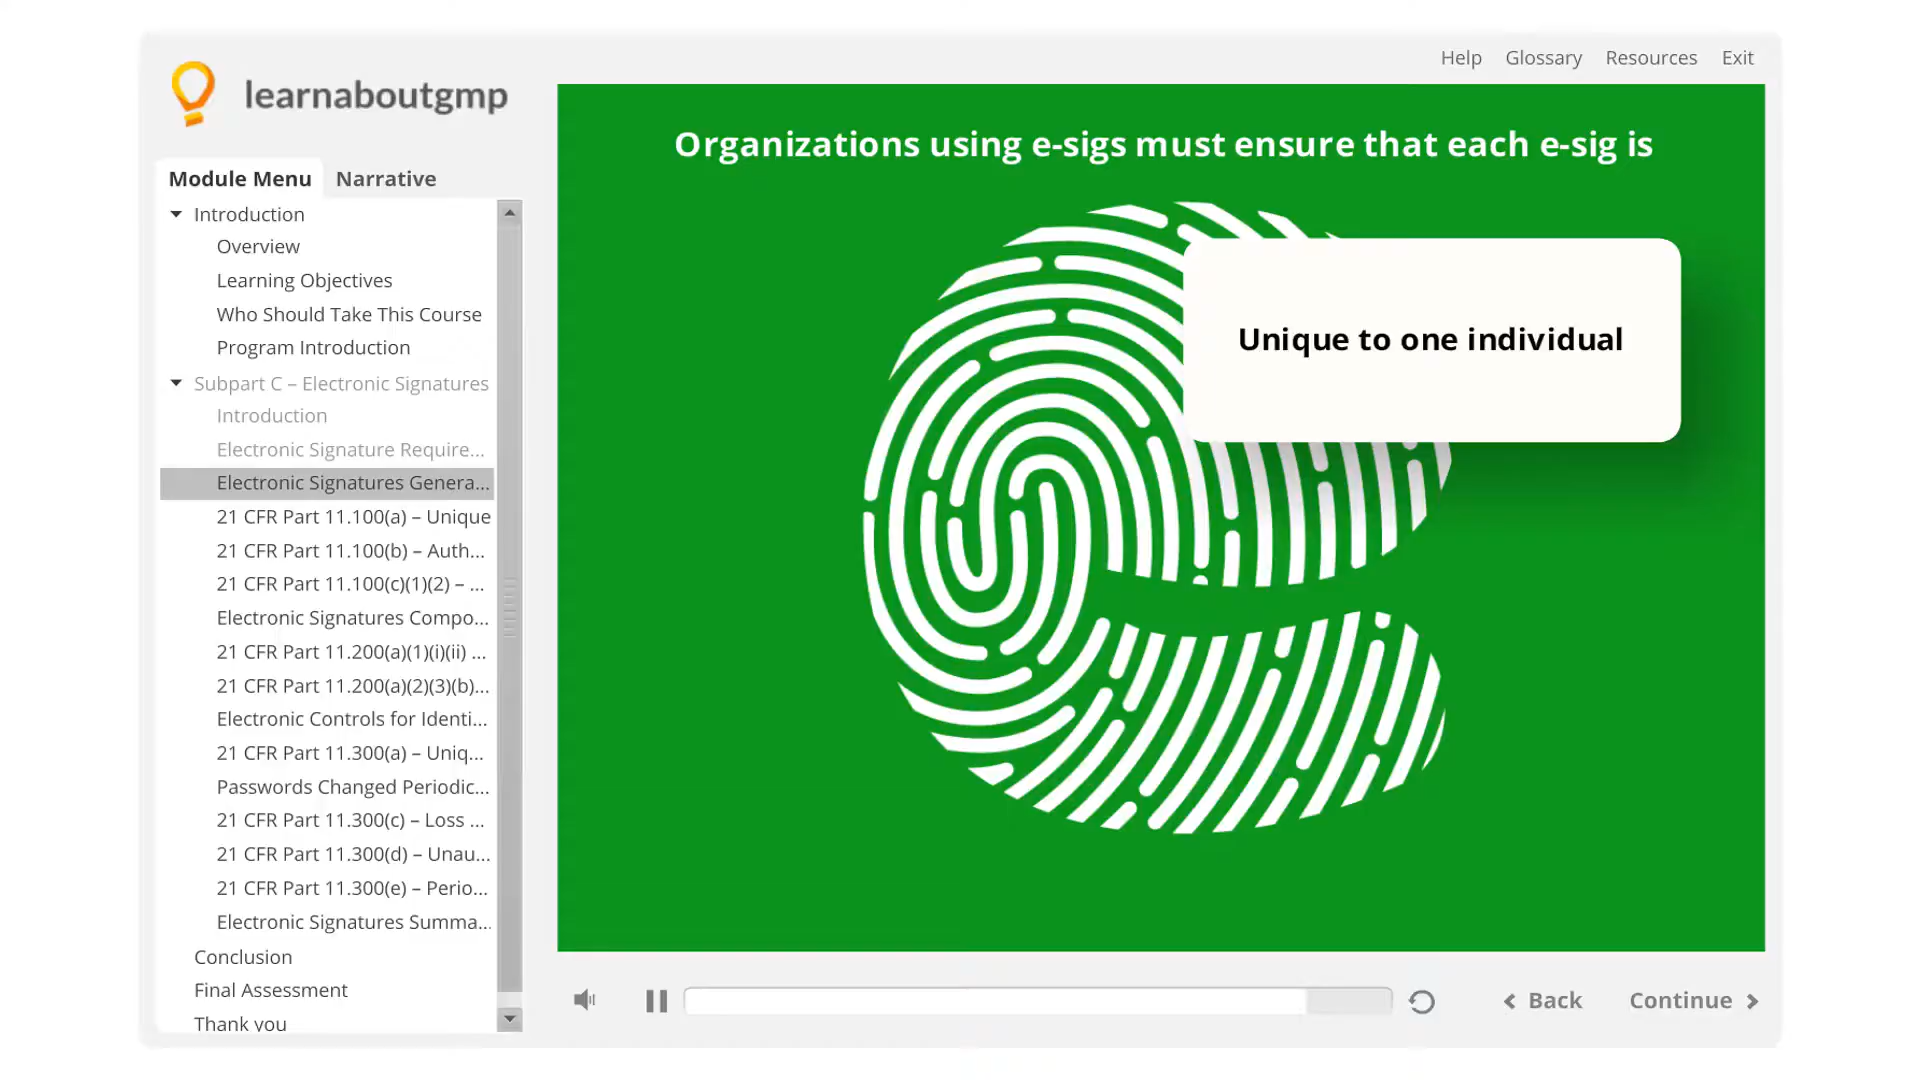 Help Glossary Resources Exit
learnaboutgmp
Module Menu Narrative
Introduction
Overview
Learning Objectives
Who Should Take This Course
Program Introduction
Subpart C – Electronic Signatures
Introduction
Electronic Signature Require...
Electronic Signatures Genera...
21 CFR Part 11.100(a) – Unique
21 CFR Part 11.100(b) – Auth...
21 CFR Part 11.100(c)(1)(2) – ...
Electronic Signatures Compo...
21 CFR Part 11.200(a)(1)(i)(ii) ...
21 CFR Part 11.200(a)(2)(3)(b)...
Electronic Controls for Identi...
21 CFR Part 11.300(a) – Uniq...
Passwords Changed Periodic...
21 CFR Part 11.300(c) – Loss ...
21 CFR Part 11.300(d) – Unau...
21 CFR Part 11.300(e) – Perio...
Electronic Signatures Summa...
Conclusion
Final Assessment
Thank you
Organizations using e-sigs must ensure that each e-sig is
Unique to one individual
Back Continue